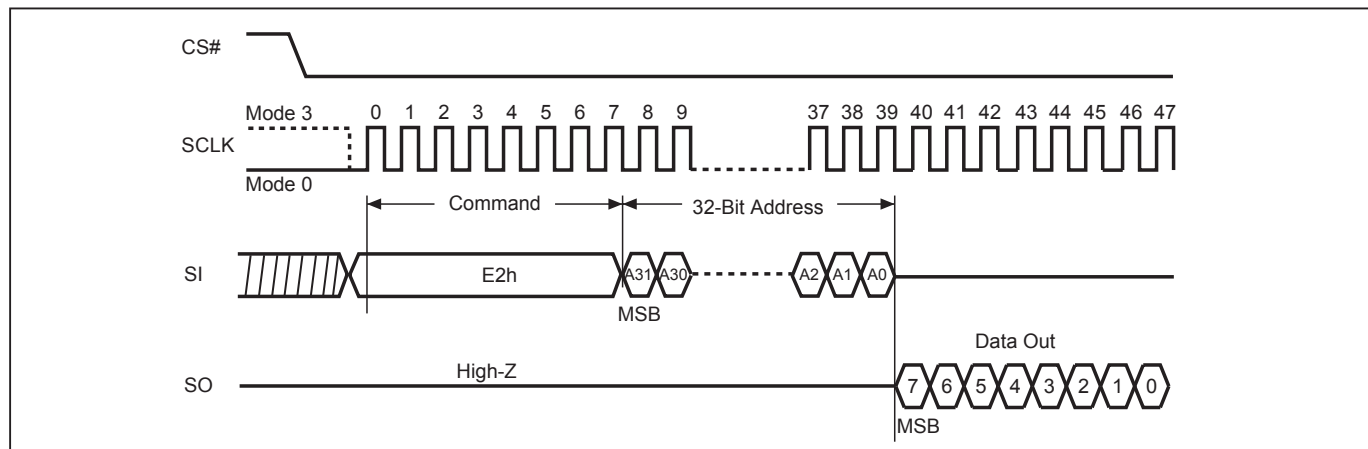 CS#
Mode 3
0 1 2 3 4 5 6 7 8 9 37 38 39 40 41 42 43 44 45 46 47
SCLK
Mode 0
Command 32-Bit Address
SI E2h A31 A30 A2 A1 A0
MSB
Data Out
High-Z
SO 7 6 5 4 3 2 1 0
MSB